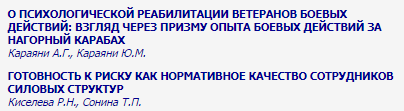 О ПСИХОЛОГИЧЕСКОЙ РЕАБИЛИТАЦИИ ВЕТЕРАНОВ БОЕВЫХ
ДЕЙСТВИЙ: ВЗГЛЯД ЧЕРЕЗ ПРИЗМУ ОПЫТА БОЕВЫХ ДЕЙСТВИЙ ЗА
НАГОРНЫЙ КАРАБАХ
Караяни А.Г., Караяни Ю.М.
ГОТОВНОСТЬ К РИСКУ КАК НОРМАТИВНОЕ КАЧЕСТВО СОТРУДНИКОВ
СИЛОВЫХ СТРУКТУР
Киселева Р.Н., Сонина Т.П.